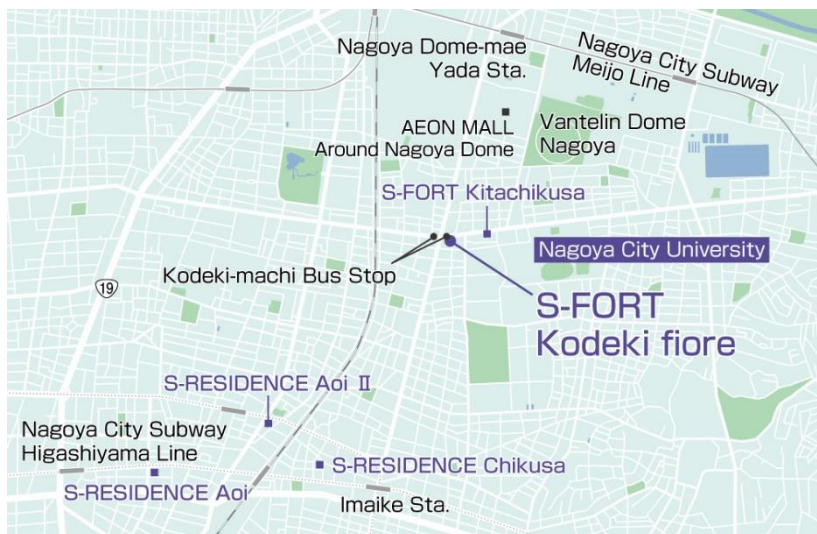 Nagoya Dome-mae
Yada Sta.
Nagoya City Subway
Meijo Line
AEON MALL
Around Nagoya Dome
Vantelin Dome
Nagoya
S-FORT Kitachikusa
Kodeki-machi Bus Stop
Nagoya City University
S-FORT
Kodeki fiore
19
S-RESIDENCE Aoi Ⅱ
Nagoya City Subway
Higashiyama Line
S-RESIDENCE Chikusa
S-RESIDENCE Aoi
Imaike Sta.